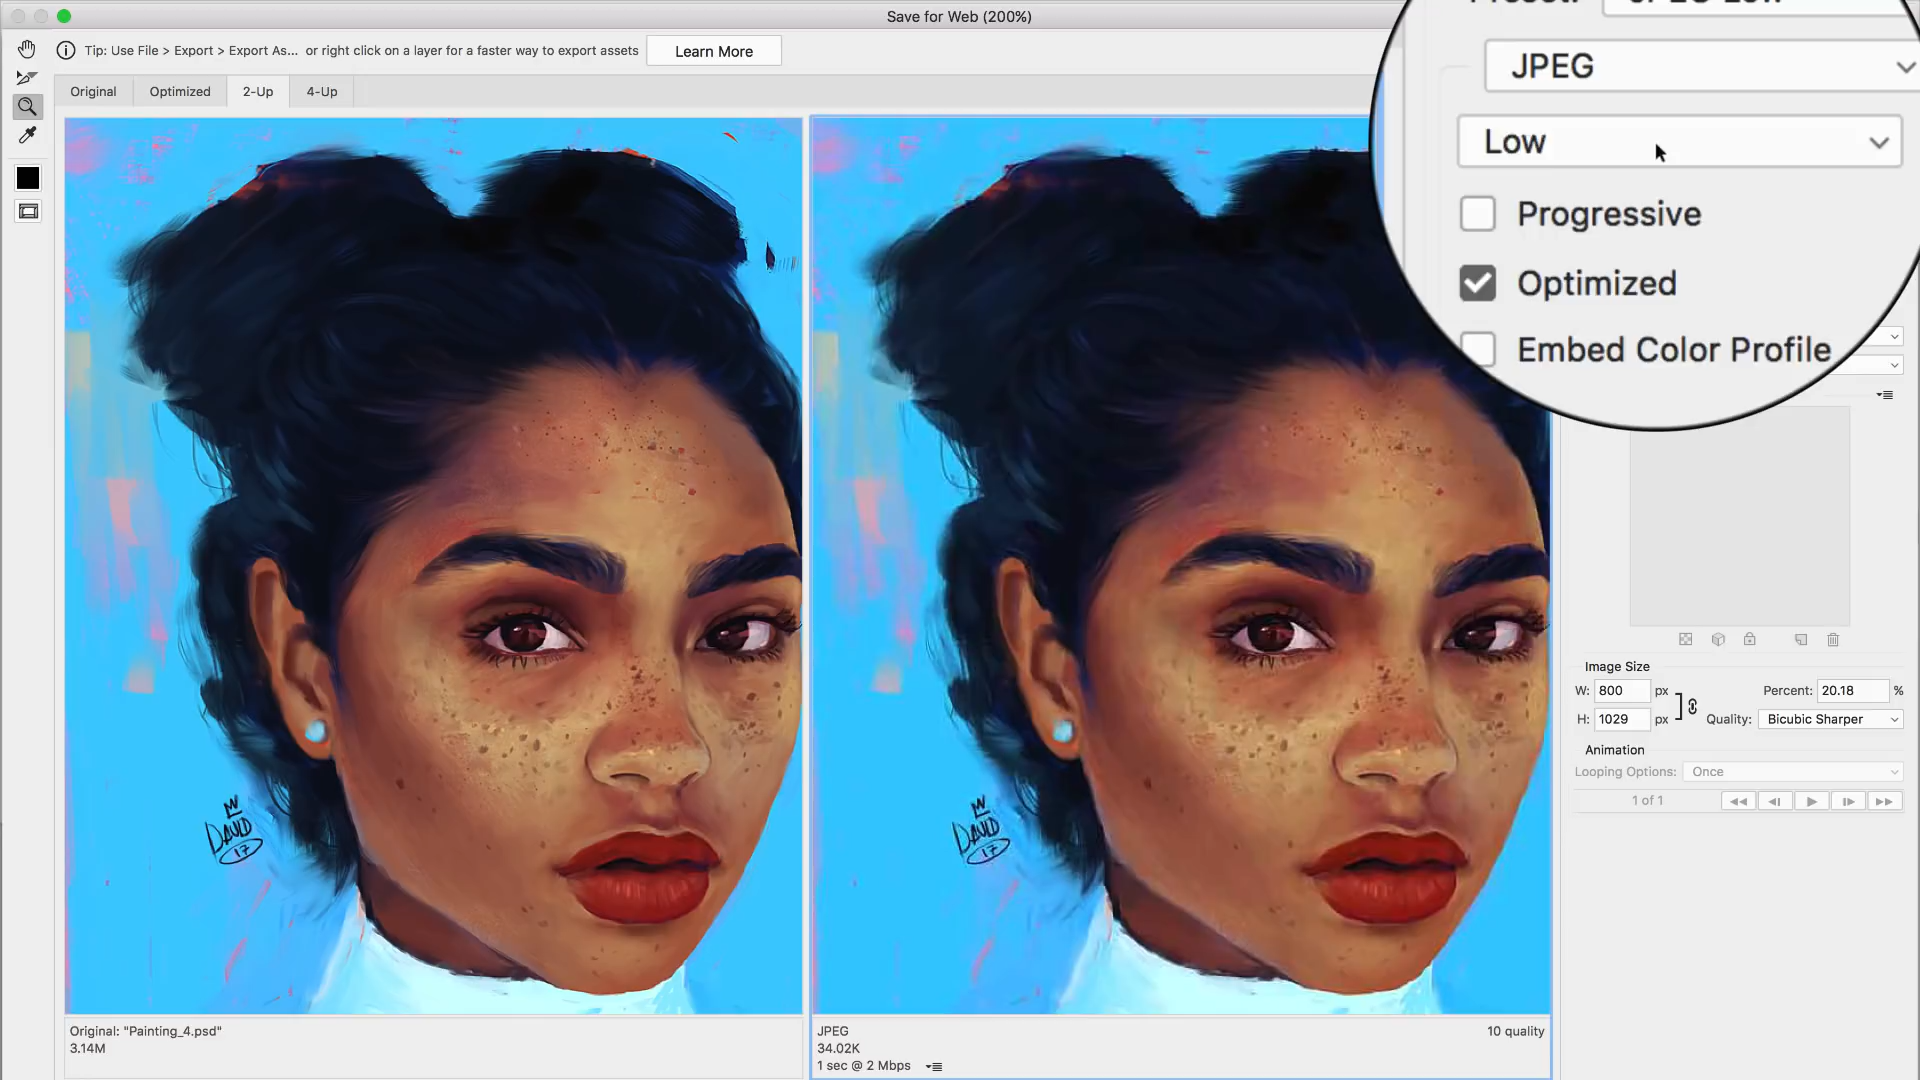 Save for Web (200%)
Tip: Use File > Export > Export As... or right click on a layer for a faster way to export assets
Learn More
Original
Optimized
2-Up
4-Up
JPEG
Low
Progressive
Optimized
Embed Color Profile
DAVID
17
Image Size
W: 800 px
Percent: 20.18 %
H: 1029 px
Quality: Bicubic Sharper
Animation
Looping Options: Once
1 of 1
Original: "Painting_4.psd"
3.14M
JPEG
10 quality
34.02K
1 sec @ 2 Mbps